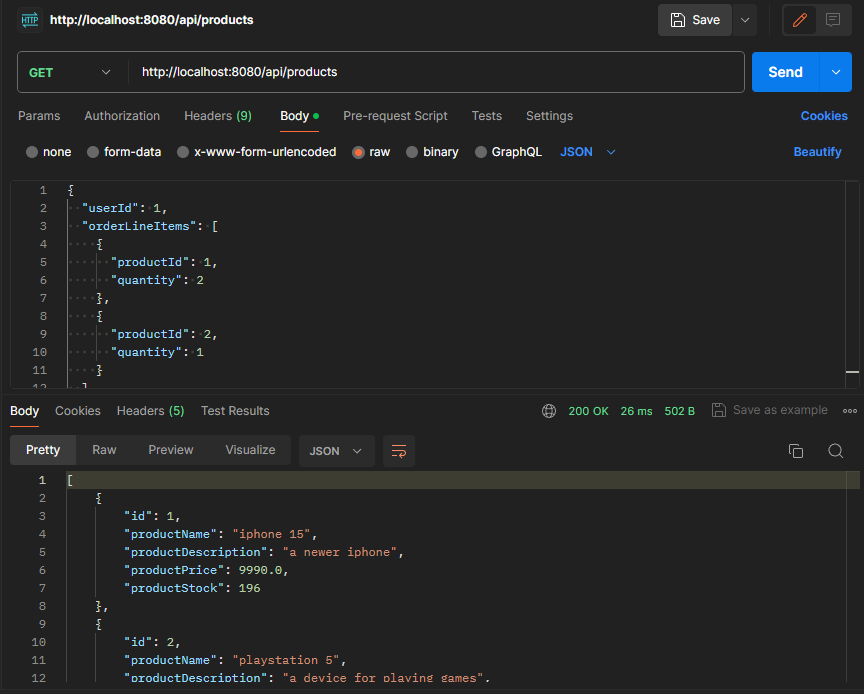 HTTP http://localhost:8080/api/products Save
GET http://localhost:8080/api/products Send
Params Authorization Headers (9) Body Pre-request Script Tests Settings Cookies
none form-data x-www-form-urlencoded raw binary GraphQL JSON Beautify
1 {
2 "userId": 1,
3 "orderLineItems": [
4 {
5 "productId": 1,
6 "quantity": 2
7 },
8 {
9 "productId": 2,
10 "quantity": 1
11 }
12 ]
Body Cookies Headers (5) Test Results 200 OK 26 ms 502 B Save as example
Pretty Raw Preview Visualize JSON
1 [
2 {
3 "id": 1,
4 "productName": "iphone 15",
5 "productDescription": "a newer iphone",
6 "productPrice": 9990.0,
7 "productStock": 196
8 },
9 {
10 "id": 2,
11 "productName": "playstation 5",
12 "productDescription": "a device for playing games",